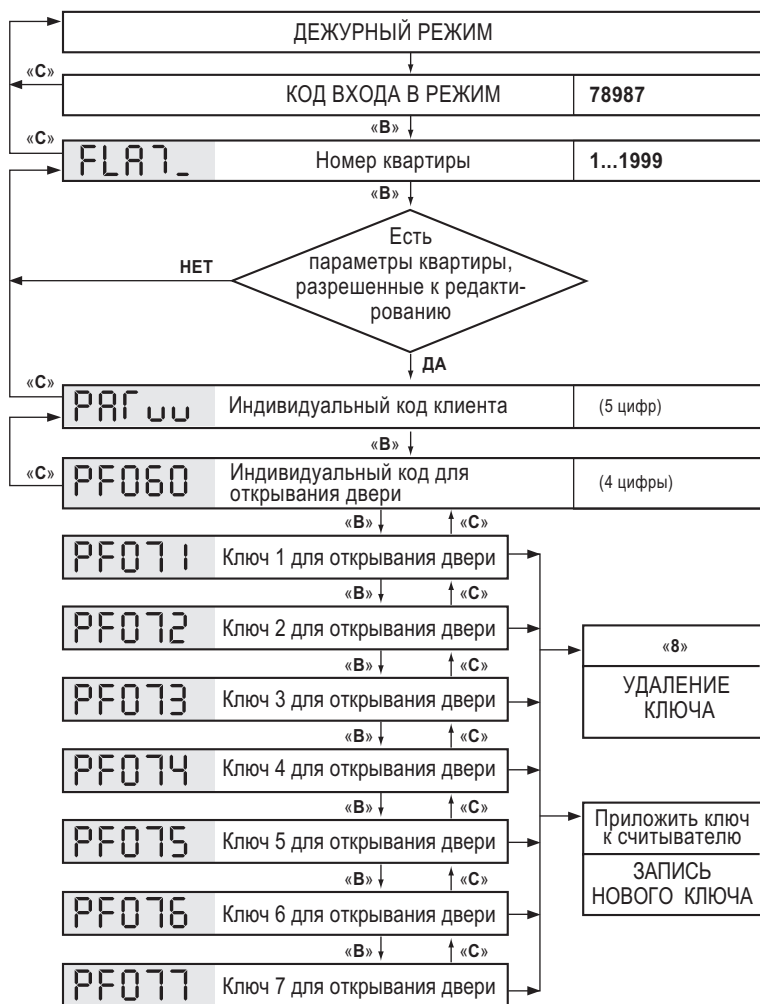 ДЕЖУРНЫЙ РЕЖИМ
«С»
КОД ВХОДА В РЕЖИМ 78987
«В»
«С»
FLAT_ Номер квартиры 1...1999
«В»
Есть
параметры квартиры,
разрешенные к редакти-
рованию
НЕТ
ДА
«С»
PAГυυ Индивидуальный код клиента (5 цифр)
«В»
«С»
PF060 Индивидуальный код для
открывания двери (4 цифры)
«В» «С»
PF071 Ключ 1 для открывания двери
«В» «С»
PF072 Ключ 2 для открывания двери
«В» «С»
PF073 Ключ 3 для открывания двери
«В» «С»
PF074 Ключ 4 для открывания двери
«В» «С»
PF075 Ключ 5 для открывания двери
«В» «С»
PF076 Ключ 6 для открывания двери
«В» «С»
PF077 Ключ 7 для открывания двери
«8»
УДАЛЕНИЕ
КЛЮЧА
Приложить ключ
к считывателю
ЗАПИСЬ
НОВОГО КЛЮЧА